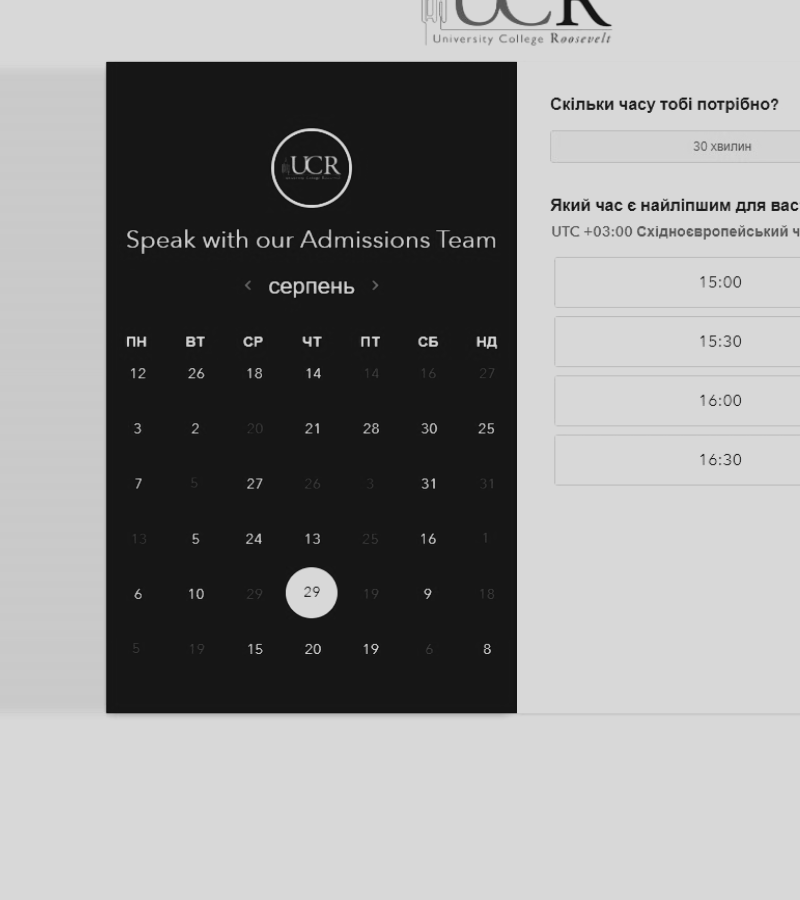 UCR
University College Roosevelt
UCR
Speak with our Admissions Team
серпень
ПН ВТ СР ЧТ ПТ СБ НД
12 26 18 14 14 16 27
3 2 20 21 28 30 25
7 5 27 26 3 31 31
13 5 24 13 25 16 1
6 10 29 29 19 9 18
5 19 15 20 19 6 8
Скільки часу тобі потрібно?
30 хвилин
Який час є найліпшим для вас
UTC +03:00 Східноєвропейський ч
15:00
15:30
16:00
16:30